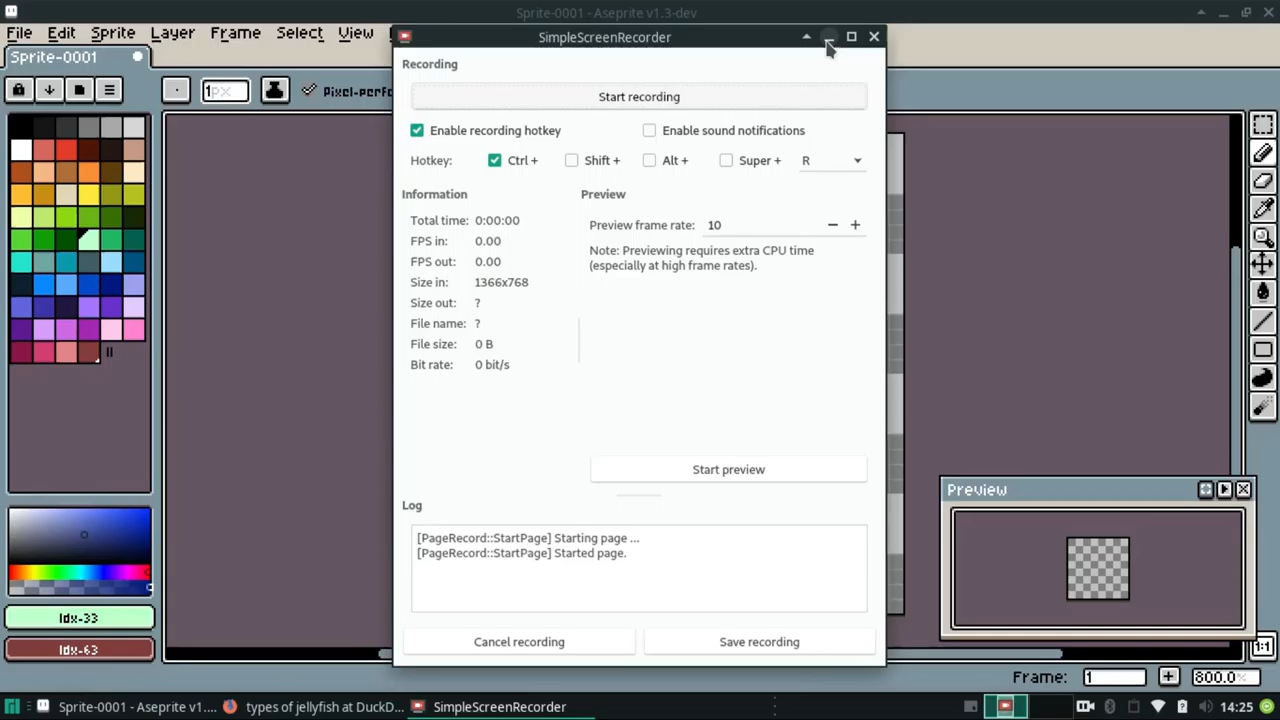 Sprite-0001 - Aseprite v1.3-dev
File Edit Sprite Layer Frame Select View
Sprite-0001
1px
Pixel-perf
SimpleScreenRecorder
Recording
Start recording
Enable recording hotkey
Enable sound notifications
Hotkey: Ctrl + Shift + Alt + Super + R
Information
Total time: 0:00:00
FPS in: 0.00
FPS out: 0.00
Size in: 1366x768
Size out: ?
File name: ?
File size: 0 B
Bit rate: 0 bit/s
Preview
Preview frame rate: 10
Note: Previewing requires extra CPU time
(especially at high frame rates).
Start preview
Log
[PageRecord::StartPage] Starting page ...
[PageRecord::StartPage] Started page.
Cancel recording
Save recording
Preview
Idx-33
Idx-63
1:1
Frame: 1 + 800.0%
Sprite-0001 - Aseprite v1.... types of jellyfish at DuckD... SimpleScreenRecorder 14:25